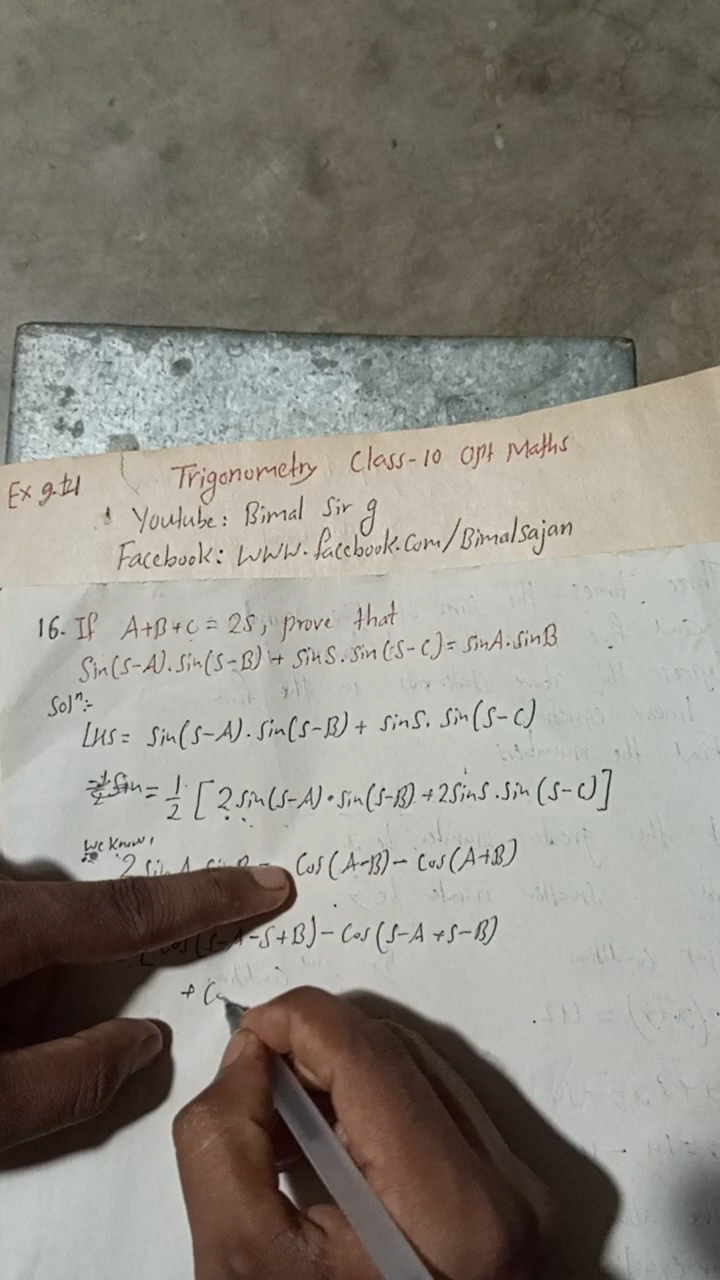 Ex 9.
Trigonometry Class-10 Opt Maths
Youtube: Bimal Sir g
Facebook: WWW.facebook.Com/Bimalsajan
16. If A+B+C = 2S, prove that
Sin(S-A).sin(S-B) + sinS.sin(S-C) = sinA.sinB
Solⁿ:-
LHS = sin(S-A).sin(S-B) + sinS. sin(S-C)
= 1/2 [2sin(S-A).sin(S-B) + 2sinS.sin(S-C)]
we know,
2 Cos(A-B) - Cos(A+B)
(S-A-S+B) - Cos(S-A+S-B)
+ C